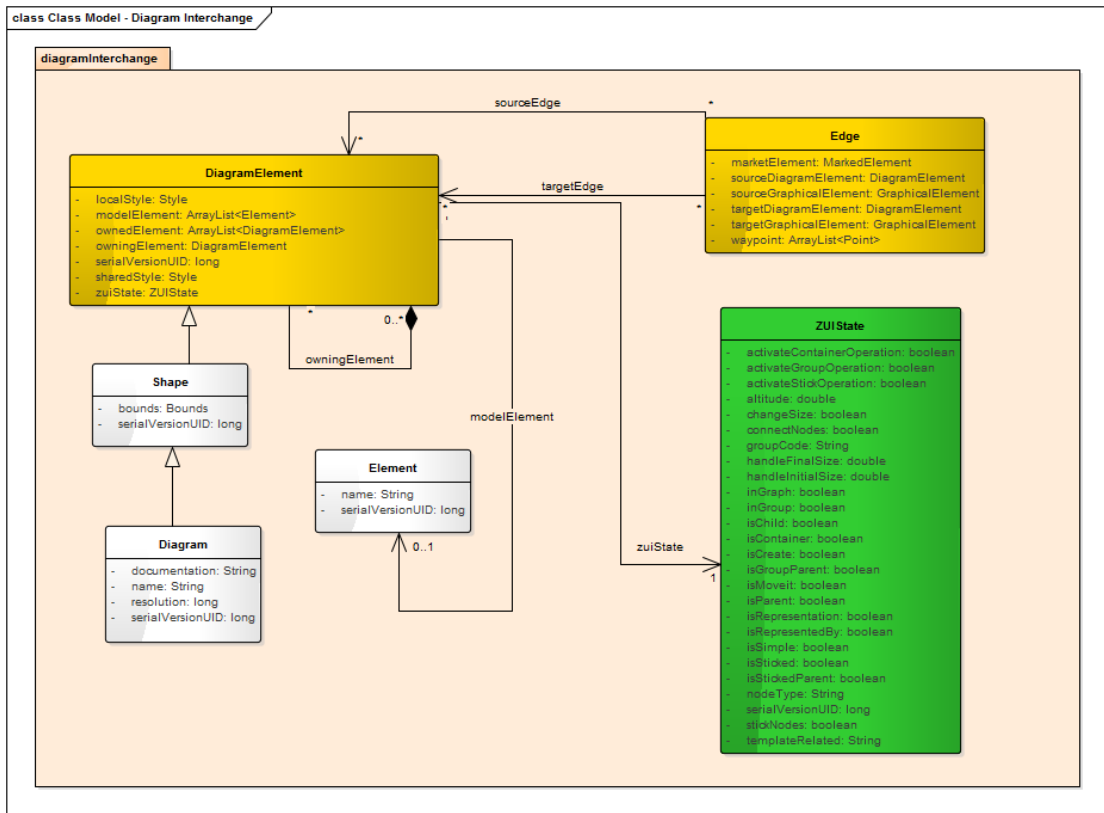 class Class Model - Diagram Interchange
diagramInterchange
sourceEdge
*
*
Edge
- marketElement: MarkedElement
- sourceDiagramElement: DiagramElement
- sourceGraphicalElement: GraphicalElement
- targetDiagramElement: DiagramElement
- targetGraphicalElement: GraphicalElement
- waypoint: ArrayList<Point>
DiagramElement
- localStyle: Style
- modelElement: ArrayList<Element>
- ownedElement: ArrayList<DiagramElement>
- owningElement: DiagramElement
- serialVersionUID: long
- sharedStyle: Style
- zuiState: ZUIState
targetEdge
*
*
*
0..*
owningElement
Shape
- bounds: Bounds
- serialVersionUID: long
modelElement
Element
- name: String
- serialVersionUID: long
0..1
Diagram
- documentation: String
- name: String
- resolution: long
- serialVersionUID: long
zuiState
1
ZUIState
- activateContainerOperation: boolean
- activateGroupOperation: boolean
- activateStickOperation: boolean
- altitude: double
- changeSize: boolean
- connectNodes: boolean
- groupCode: String
- handleFinalSize: double
- handleInitialSize: double
- inGraph: boolean
- inGroup: boolean
- isChild: boolean
- isContainer: boolean
- isCreate: boolean
- isGroupParent: boolean
- isMoveit: boolean
- isParent: boolean
- isRepresentation: boolean
- isRepresentedBy: boolean
- isSimple: boolean
- isSticked: boolean
- isStickedParent: boolean
- nodeType: String
- serialVersionUID: long
- stickNodes: boolean
- templateRelated: String